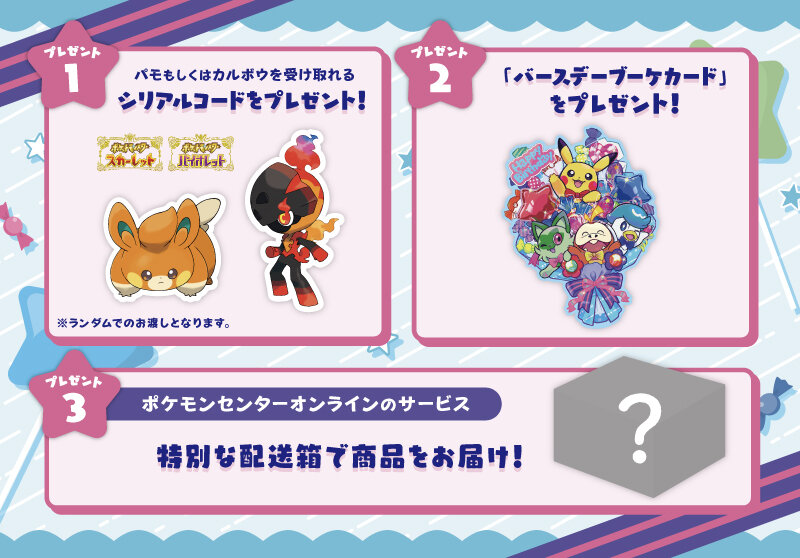 プレゼント
1
パモもしくはカルボウを受け取れる
シリアルコードをプレゼント!
ポケットモンスター
スカーレット
ポケットモンスター
バイオレット
※ランダムでのお渡しとなります。
プレゼント
2
「バースデーブーケカード」
をプレゼント!
プレゼント
3
ポケモンセンターオンラインのサービス
特別な配送箱で商品をお届け!
?